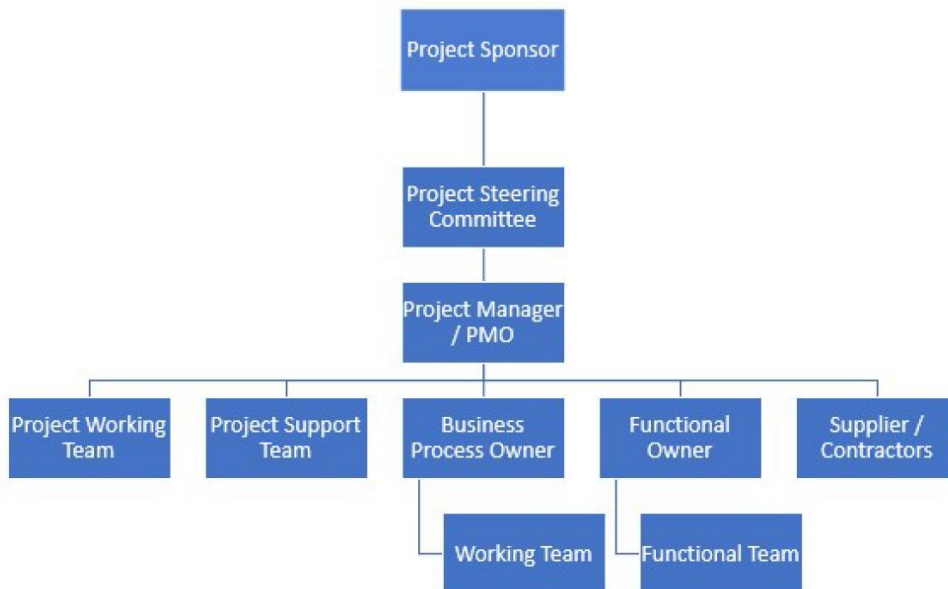 Project Sponsor
Project Steering
Committee
Project Manager
/ PMO
Project Working
Team
Project Support
Team
Business
Process Owner
Functional
Owner
Supplier /
Contractors
Working Team
Functional Team